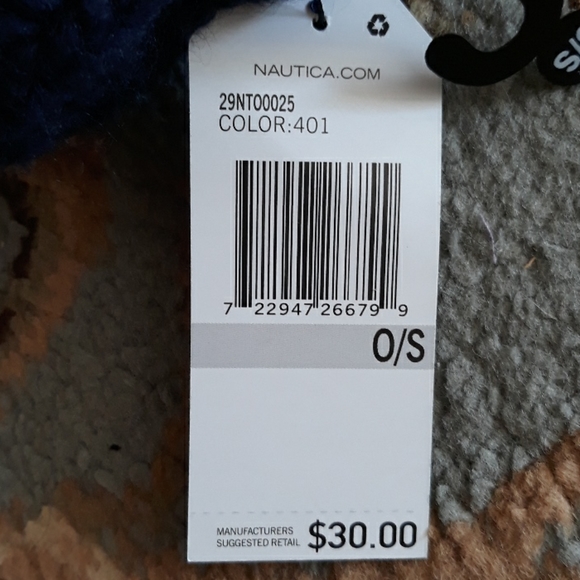 NAUTICA.COM
29NT00025
COLOR:401
7 22947 26679 9
O/S
MANUFACTURERS
SUGGESTED RETAIL $30.00